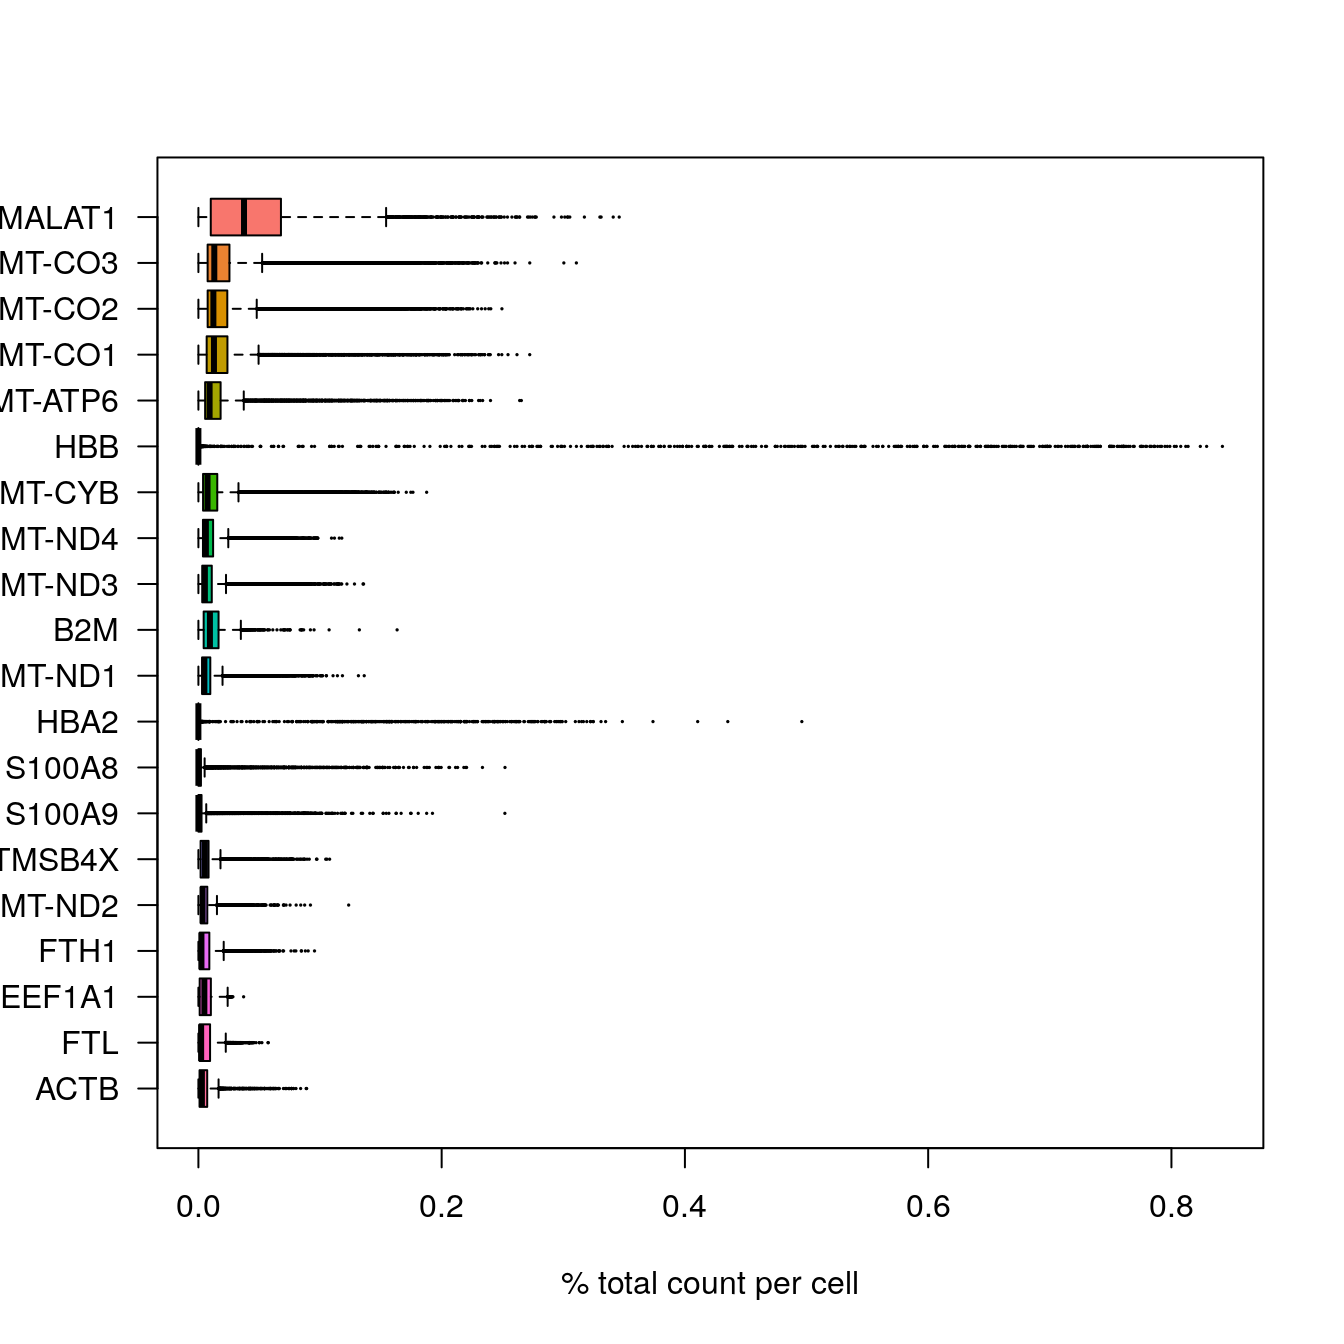 MALAT1
MT-CO3
MT-CO2
MT-CO1
MT-ATP6
HBB
MT-CYB
MT-ND4
MT-ND3
B2M
MT-ND1
HBA2
S100A8
S100A9
TMSB4X
MT-ND2
FTH1
EEF1A1
FTL
ACTB
0.0 0.2 0.4 0.6 0.8
% total count per cell